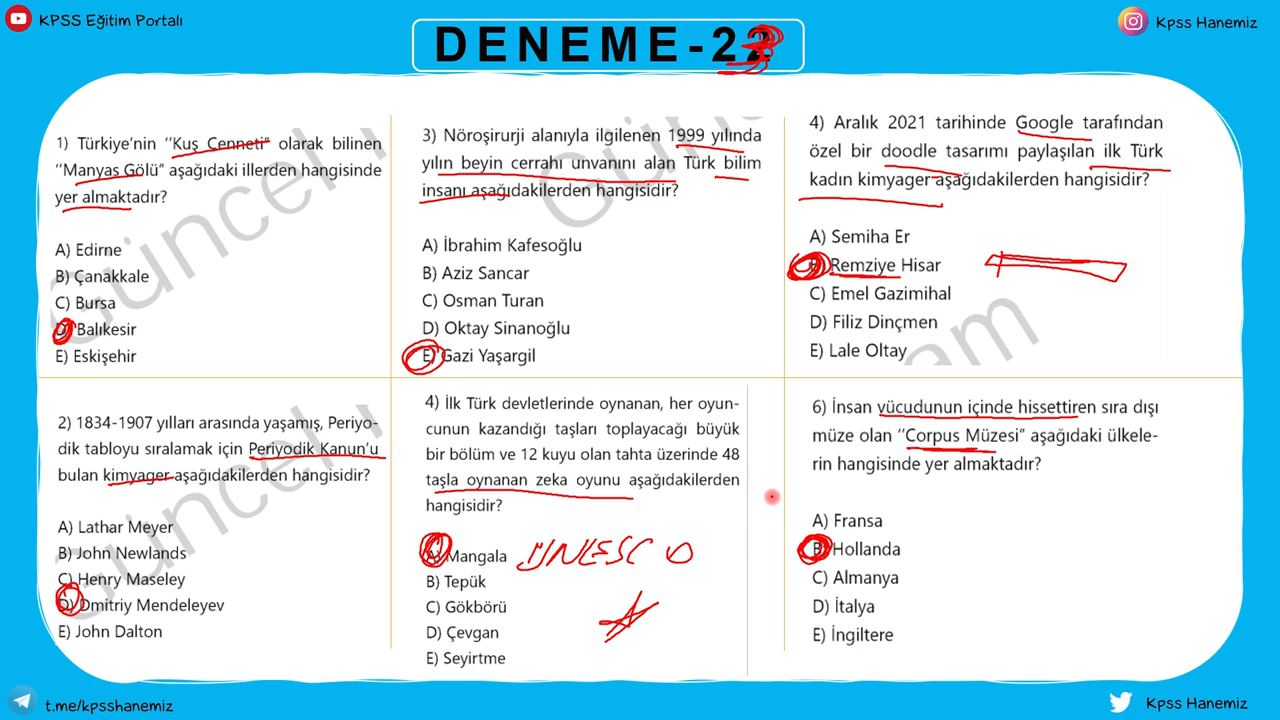 KPSS Eğitim Portalı
DENEME-22
Kpss Hanemiz
1) Türkiye’nin ‘‘Kuş Cenneti“ olarak bilinen
‘‘Manyas Gölü“ aşağıdaki illerden hangisinde
yer almaktadır?
A) Edirne
B) Çanakkale
C) Bursa
D) Balıkesir
E) Eskişehir
2) 1834-1907 yılları arasında yaşamış, Periyo-
dik tabloyu sıralamak için Periyodik Kanun’u
bulan kimyager aşağıdakilerden hangisidir?
A) Lathar Meyer
B) John Newlands
C) Henry Maseley
D) Dmitriy Mendeleyev
E) John Dalton
3) Nöroşirurji alanıyla ilgilenen 1999 yılında
yılın beyin cerrahı unvanını alan Türk bilim
insanı aşağıdakilerden hangisidir?
A) İbrahim Kafesoğlu
B) Aziz Sancar
C) Osman Turan
D) Oktay Sinanoğlu
E) Gazi Yaşargil
4) İlk Türk devletlerinde oynanan, her oyun-
cunun kazandığı taşları toplayacağı büyük
bir bölüm ve 12 kuyu olan tahta üzerinde 48
taşla oynanan zeka oyunu aşağıdakilerden
hangisidir?
A) Mangala UNESCO
B) Tepük
C) Gökbörü
D) Çevgan
E) Seyirtme
4) Aralık 2021 tarihinde Google tarafından
özel bir doodle tasarımı paylaşılan ilk Türk
kadın kimyager aşağıdakilerden hangisidir?
A) Semiha Er
B) Remziye Hisar
C) Emel Gazimihal
D) Filiz Dinçmen
E) Lale Oltay
6) İnsan vücudunun içinde hissettiren sıra dışı
müze olan ‘‘Corpus Müzesi“ aşağıdaki ülkele-
rin hangisinde yer almaktadır?
A) Fransa
B) Hollanda
C) Almanya
D) İtalya
E) İngiltere
t.me/kpsshanemiz
Kpss Hanemiz